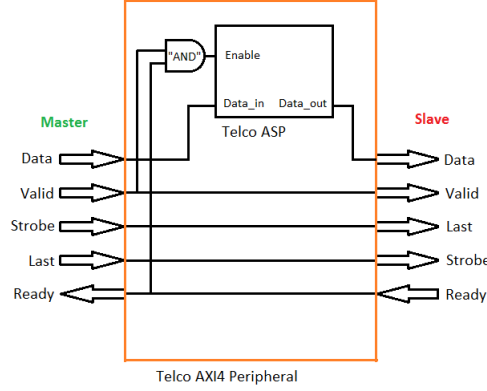 "AND"
Enable
Data_in Data_out
Telco ASP
Master
Slave
Data
Data
Valid
Valid
Strobe
Last
Last
Strobe
Ready
Ready
Telco AXI4 Peripheral